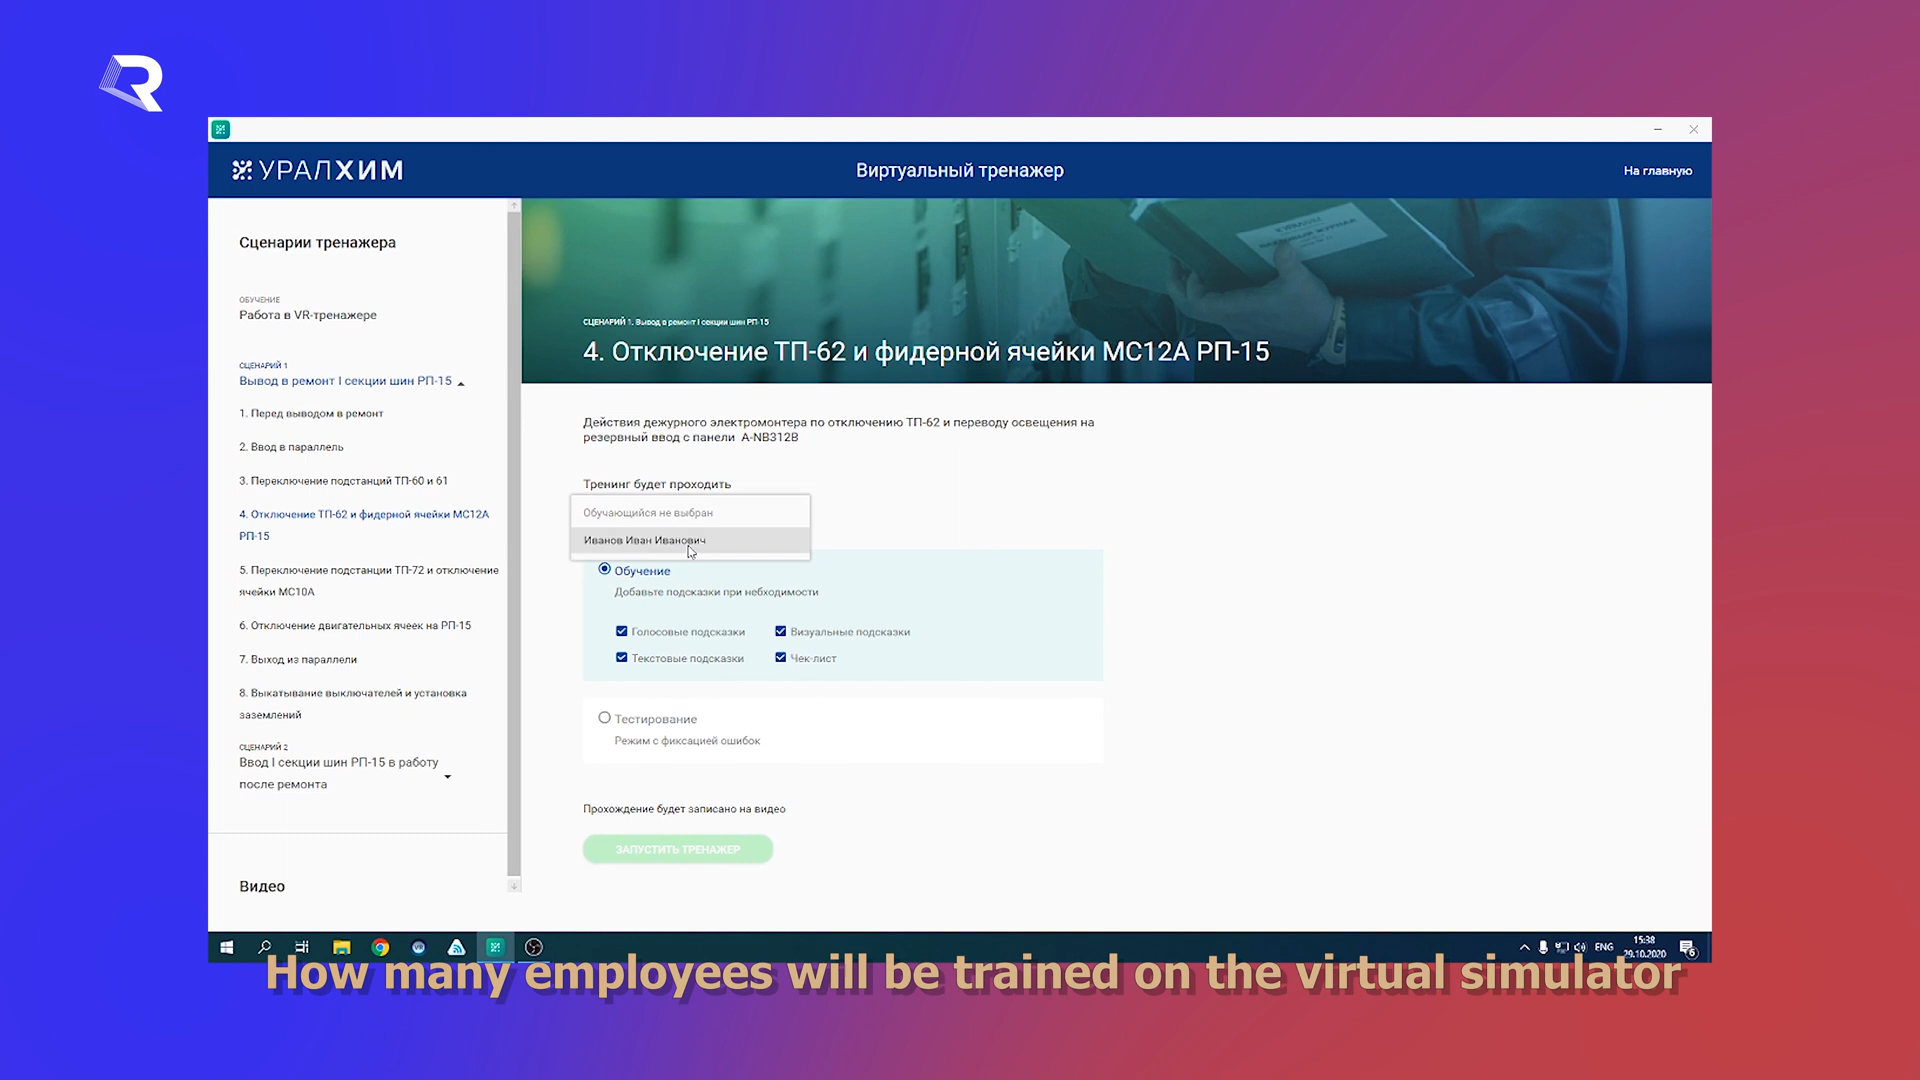 УРАЛХИМ
Виртуальный тренажер
На главную
Сценарии тренажера
ОБУЧЕНИЕ
Работа в VR-тренажере
СЦЕНАРИЙ 1
Вывод в ремонт I секции шин РП-15
1. Перед выводом в ремонт
2. Ввод в параллель
3. Переключение подстанций ТП-60 и 61
4. Отключение ТП-62 и фидерной ячейки МС12А
РП-15
5. Переключение подстанции ТП-72 и отключение
ячейки МС10А
6. Отключение двигательных ячеек на РП-15
7. Выход из параллели
8. Выкатывание выключателей и установка
заземлений
СЦЕНАРИЙ 2
Ввод I секции шин РП-15 в работу
после ремонта
Видео
СЦЕНАРИЙ 1. Вывод в ремонт I секции шин РП-15
4. Отключение ТП-62 и фидерной ячейки МС12А РП-15
Действия дежурного электромонтера по отключению ТП-62 и переводу освещения на
резервный ввод с панели A-NB312B
Тренинг будет проходить
Обучающийся не выбран
Иванов Иван Иванович
Обучение
Добавьте подсказки при небходимости
Голосовые подсказки
Визуальные подсказки
Текстовые подсказки
Чек-лист
Тестирование
Режим с фиксацией ошибок
Прохождение будет записано на видео
ЗАПУСТИТЬ ТРЕНАЖЕР
ENG
15:38
29.10.2020
6
How many employees will be trained on the virtual simulator